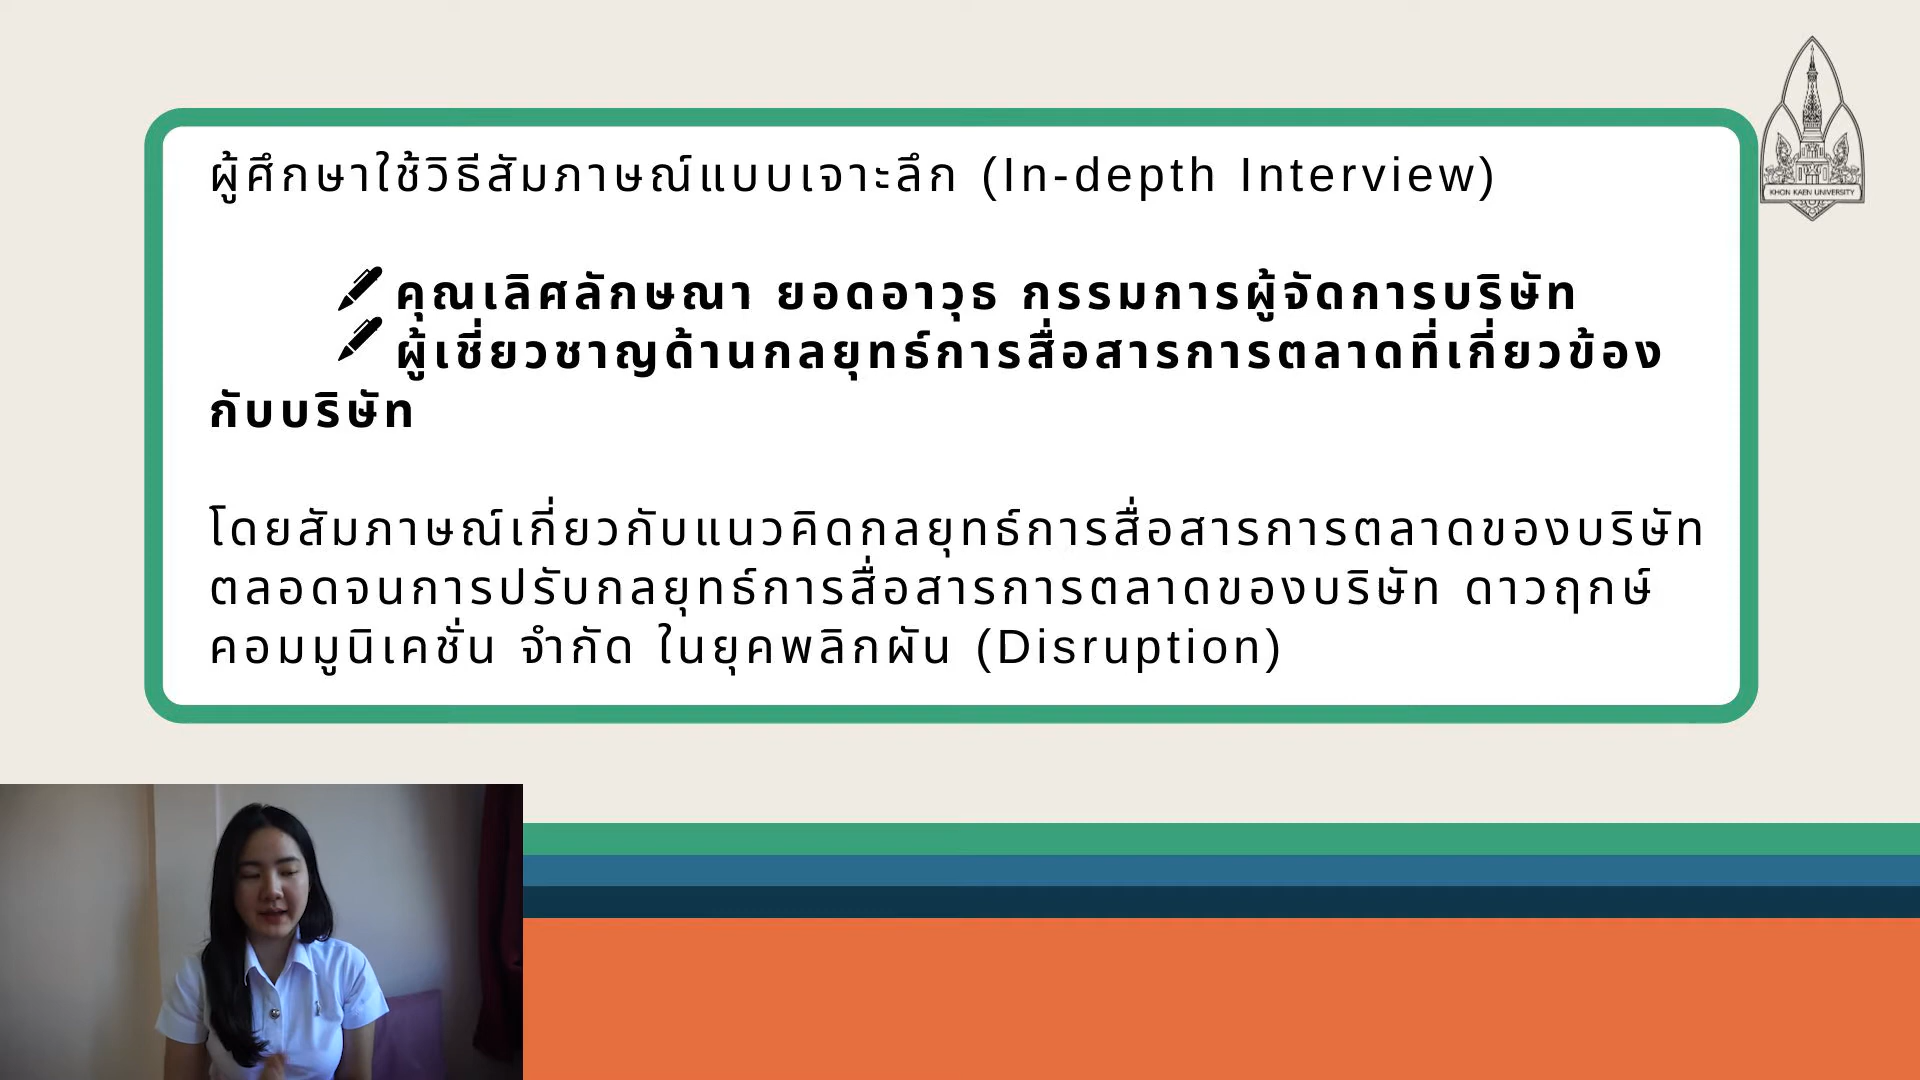 ผู้ศึกษาใช้วิธีสัมภาษณ์แบบเจาะลึก (In-depth Interview)
คุณเลิศลักษณา ยอดอาวุธ กรรมการผู้จัดการบริษัท
ผู้เชี่ยวชาญด้านกลยุทธ์การสื่อสารการตลาดที่เกี่ยวข้อง
กับบริษัท
โดยสัมภาษณ์เกี่ยวกับแนวคิดกลยุทธ์การสื่อสารการตลาดของบริษัท
ตลอดจนการปรับกลยุทธ์การสื่อสารการตลาดของบริษัท ดาวฤกษ์
คอมมูนิเคชั่น จำกัด ในยุคพลิกผัน (Disruption)
KHON KAEN UNIVERSITY